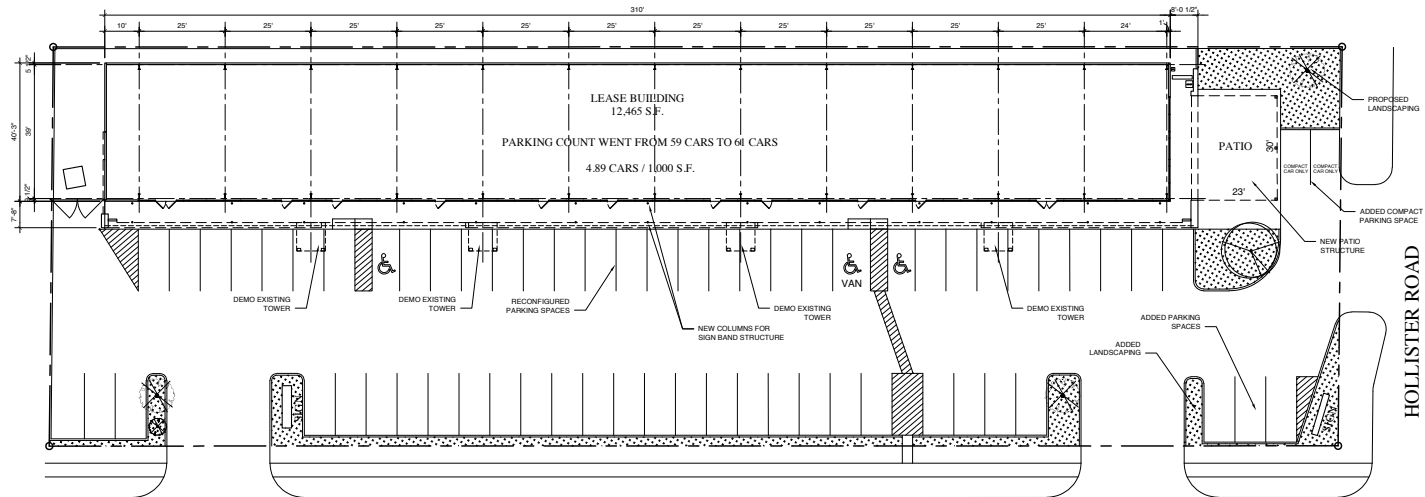 310'
8'-0 1/2"
10'
25'
25'
25'
25'
25'
25'
25'
25'
25'
25'
25'
24'
1'
40'-3"
39'
7'-8"
LEASE BUILDING
12,465 S.F.
PARKING COUNT WENT FROM 59 CARS TO 61 CARS
4.89 CARS / 1,000 S.F.
PROPOSED
LANDSCAPING
PATIO
30'
23'
COMPACT
CAR ONLY
COMPACT
CAR ONLY
ADDED COMPACT
PARKING SPACE
NEW PATIO
STRUCTURE
VAN
DEMO EXISTING
TOWER
DEMO EXISTING
TOWER
RECONFIGURED
PARKING SPACES
DEMO EXISTING
TOWER
DEMO EXISTING
TOWER
NEW COLUMNS FOR
SIGN BAND STRUCTURE
ADDED PARKING
SPACES
ADDED
LANDSCAPING
SIGN
SIGN
HOLLISTER ROAD